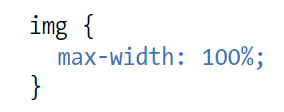 img {
  max-width: 100%;
}